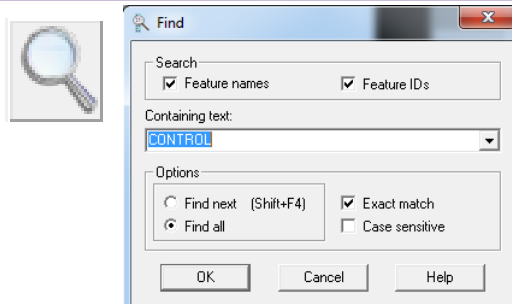 Find
Search
Feature names Feature IDs
Containing text:
CONTROL
Options
Find next (Shift+F4) Exact match
Find all Case sensitive
OK Cancel Help